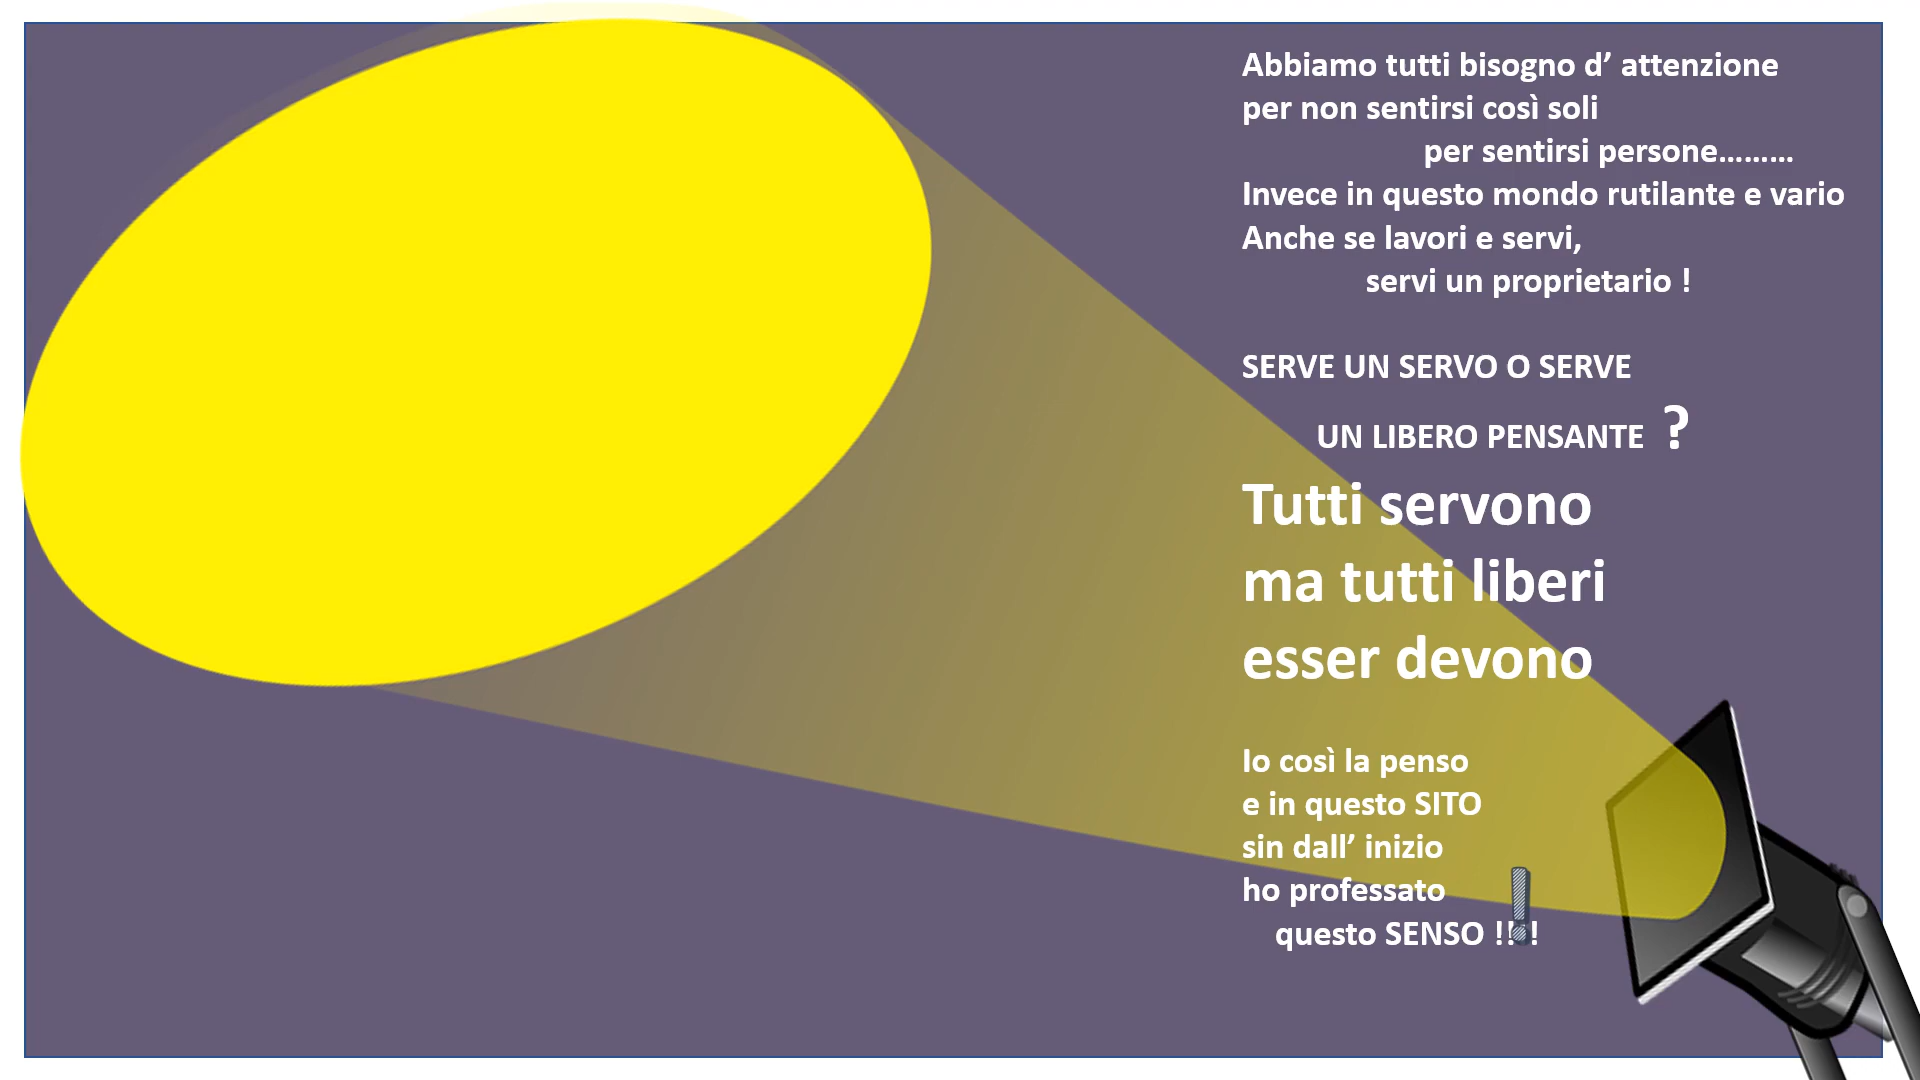 Abbiamo tutti bisogno d’ attenzione
per non sentirsi così soli
per sentirsi persone………
Invece in questo mondo rutilante e vario
Anche se lavori e servi,
servi un proprietario !
SERVE UN SERVO O SERVE
UN LIBERO PENSANTE ?
Tutti servono
ma tutti liberi
esser devono
Io così la penso
e in questo SITO
sin dall’ inizio
ho professato
questo SENSO !!!!